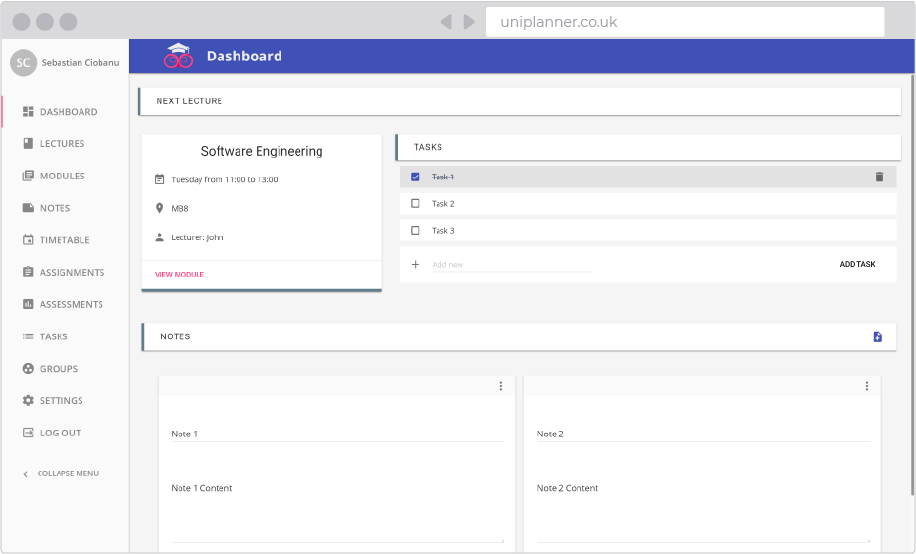 uniplanner.co.uk
SC
Sebastian Ciobanu
Dashboard
DASHBOARD
LECTURES
MODULES
NOTES
TIMETABLE
ASSIGNMENTS
ASSESSMENTS
TASKS
GROUPS
SETTINGS
LOG OUT
COLLAPSE MENU
NEXT LECTURE
Software Engineering
Tuesday from 11:00 to 13:00
MB8
Lecturer: John
VIEW MODULE
TASKS
Task 1
Task 2
Task 3
Add new
ADD TASK
NOTES
Note 1
Note 1 Content
Note 2
Note 2 Content